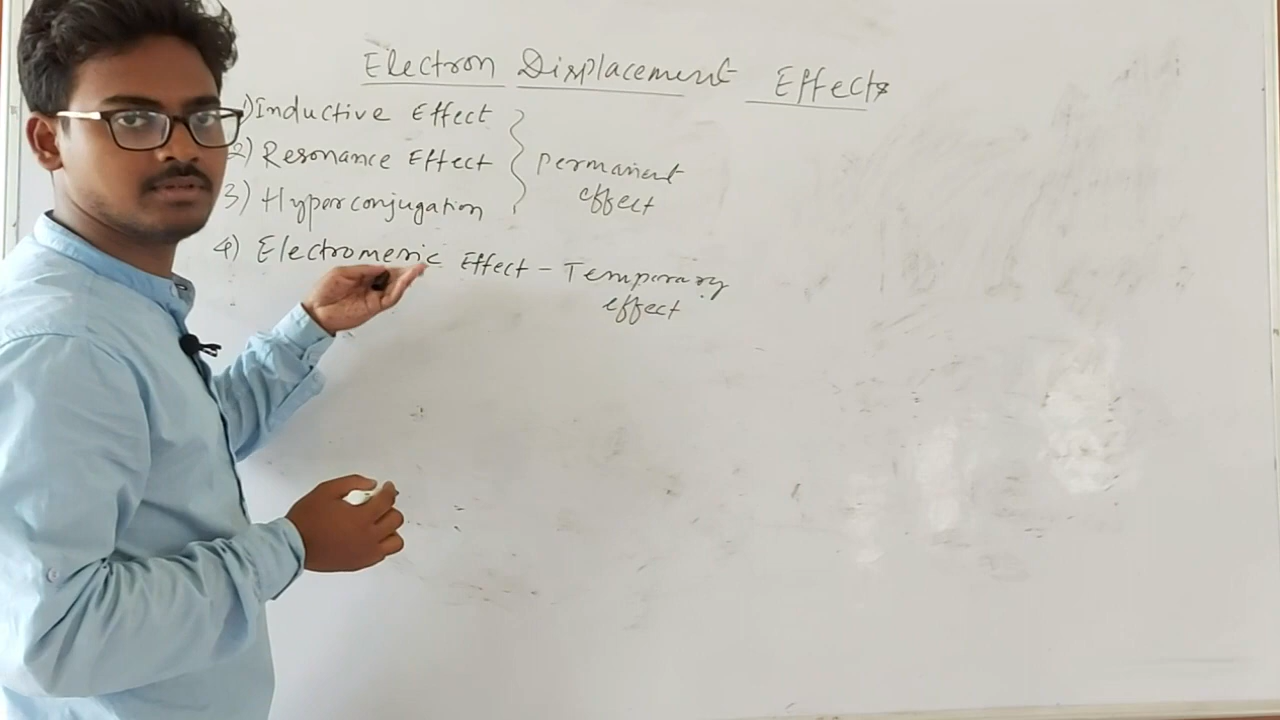 Electron Displacement Effects
1) Inductive Effect
2) Resonance Effect
3) Hyperconjugation
permanent
effect
4) Electromeric Effect - Temporary
effect